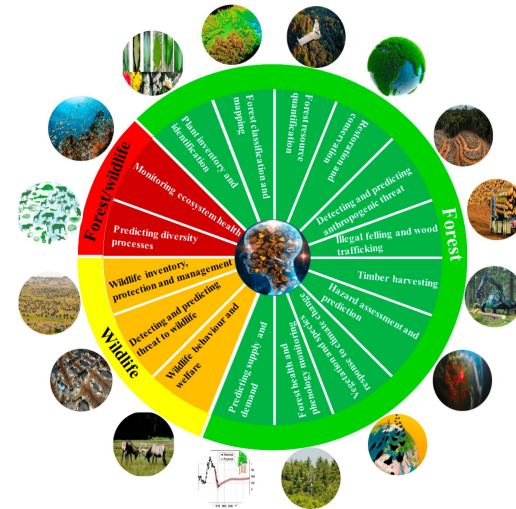 Forest/wildlife
Forest
Wildlife
Plant inventory and
identification
Forest classification and
mapping
Forest resource
quantification
Restoration and
conservation
Detecting and predicting
anthropogenic threat
Illegal felling and wood
trafficking
Timber harvesting
Hazard assessment and
prediction
Vegetation and species
response to climate change
Forest health and
phenology monitoring
Predicting supply and
demand
Wildlife behaviour and
welfare
Detecting and predicting
threat to wildlife
Wildlife inventory,
protection and management
Predicting diversity
processes
Monitoring ecosystem health